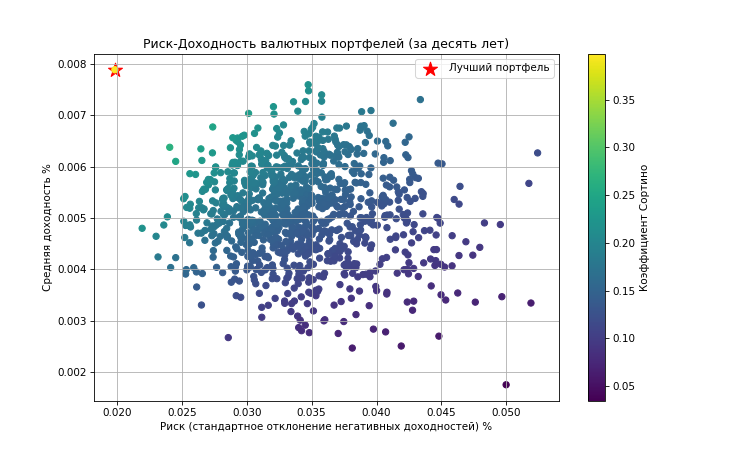 Риск-Доходность валютных портфелей (за десять лет)
Лучший портфель
0.008
0.007
0.006
0.005
0.004
0.003
0.002
Средняя доходность %
0.020 0.025 0.030 0.035 0.040 0.045 0.050
Риск (стандартное отклонение негативных доходностей) %
0.35
0.30
0.25
0.20
0.15
0.10
0.05
Коэффициент Сортино